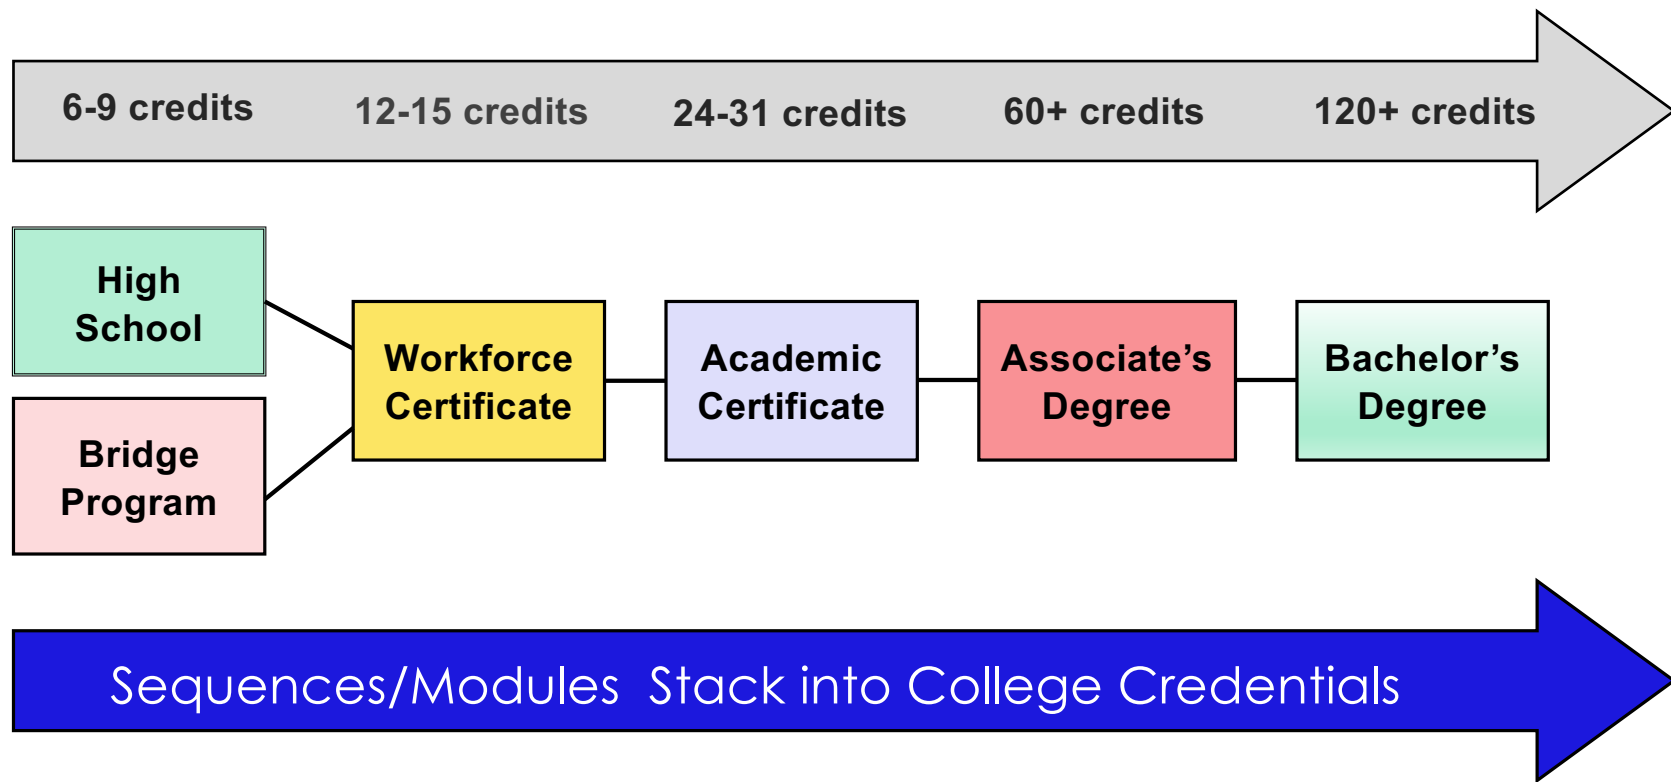 6-9 credits 12-15 credits 24-31 credits 60+ credits 120+ credits
High
School
Bridge
Program
Workforce
Certificate
Academic
Certificate
Associate’s
Degree
Bachelor’s
Degree
Sequences/Modules  Stack into College Credentials